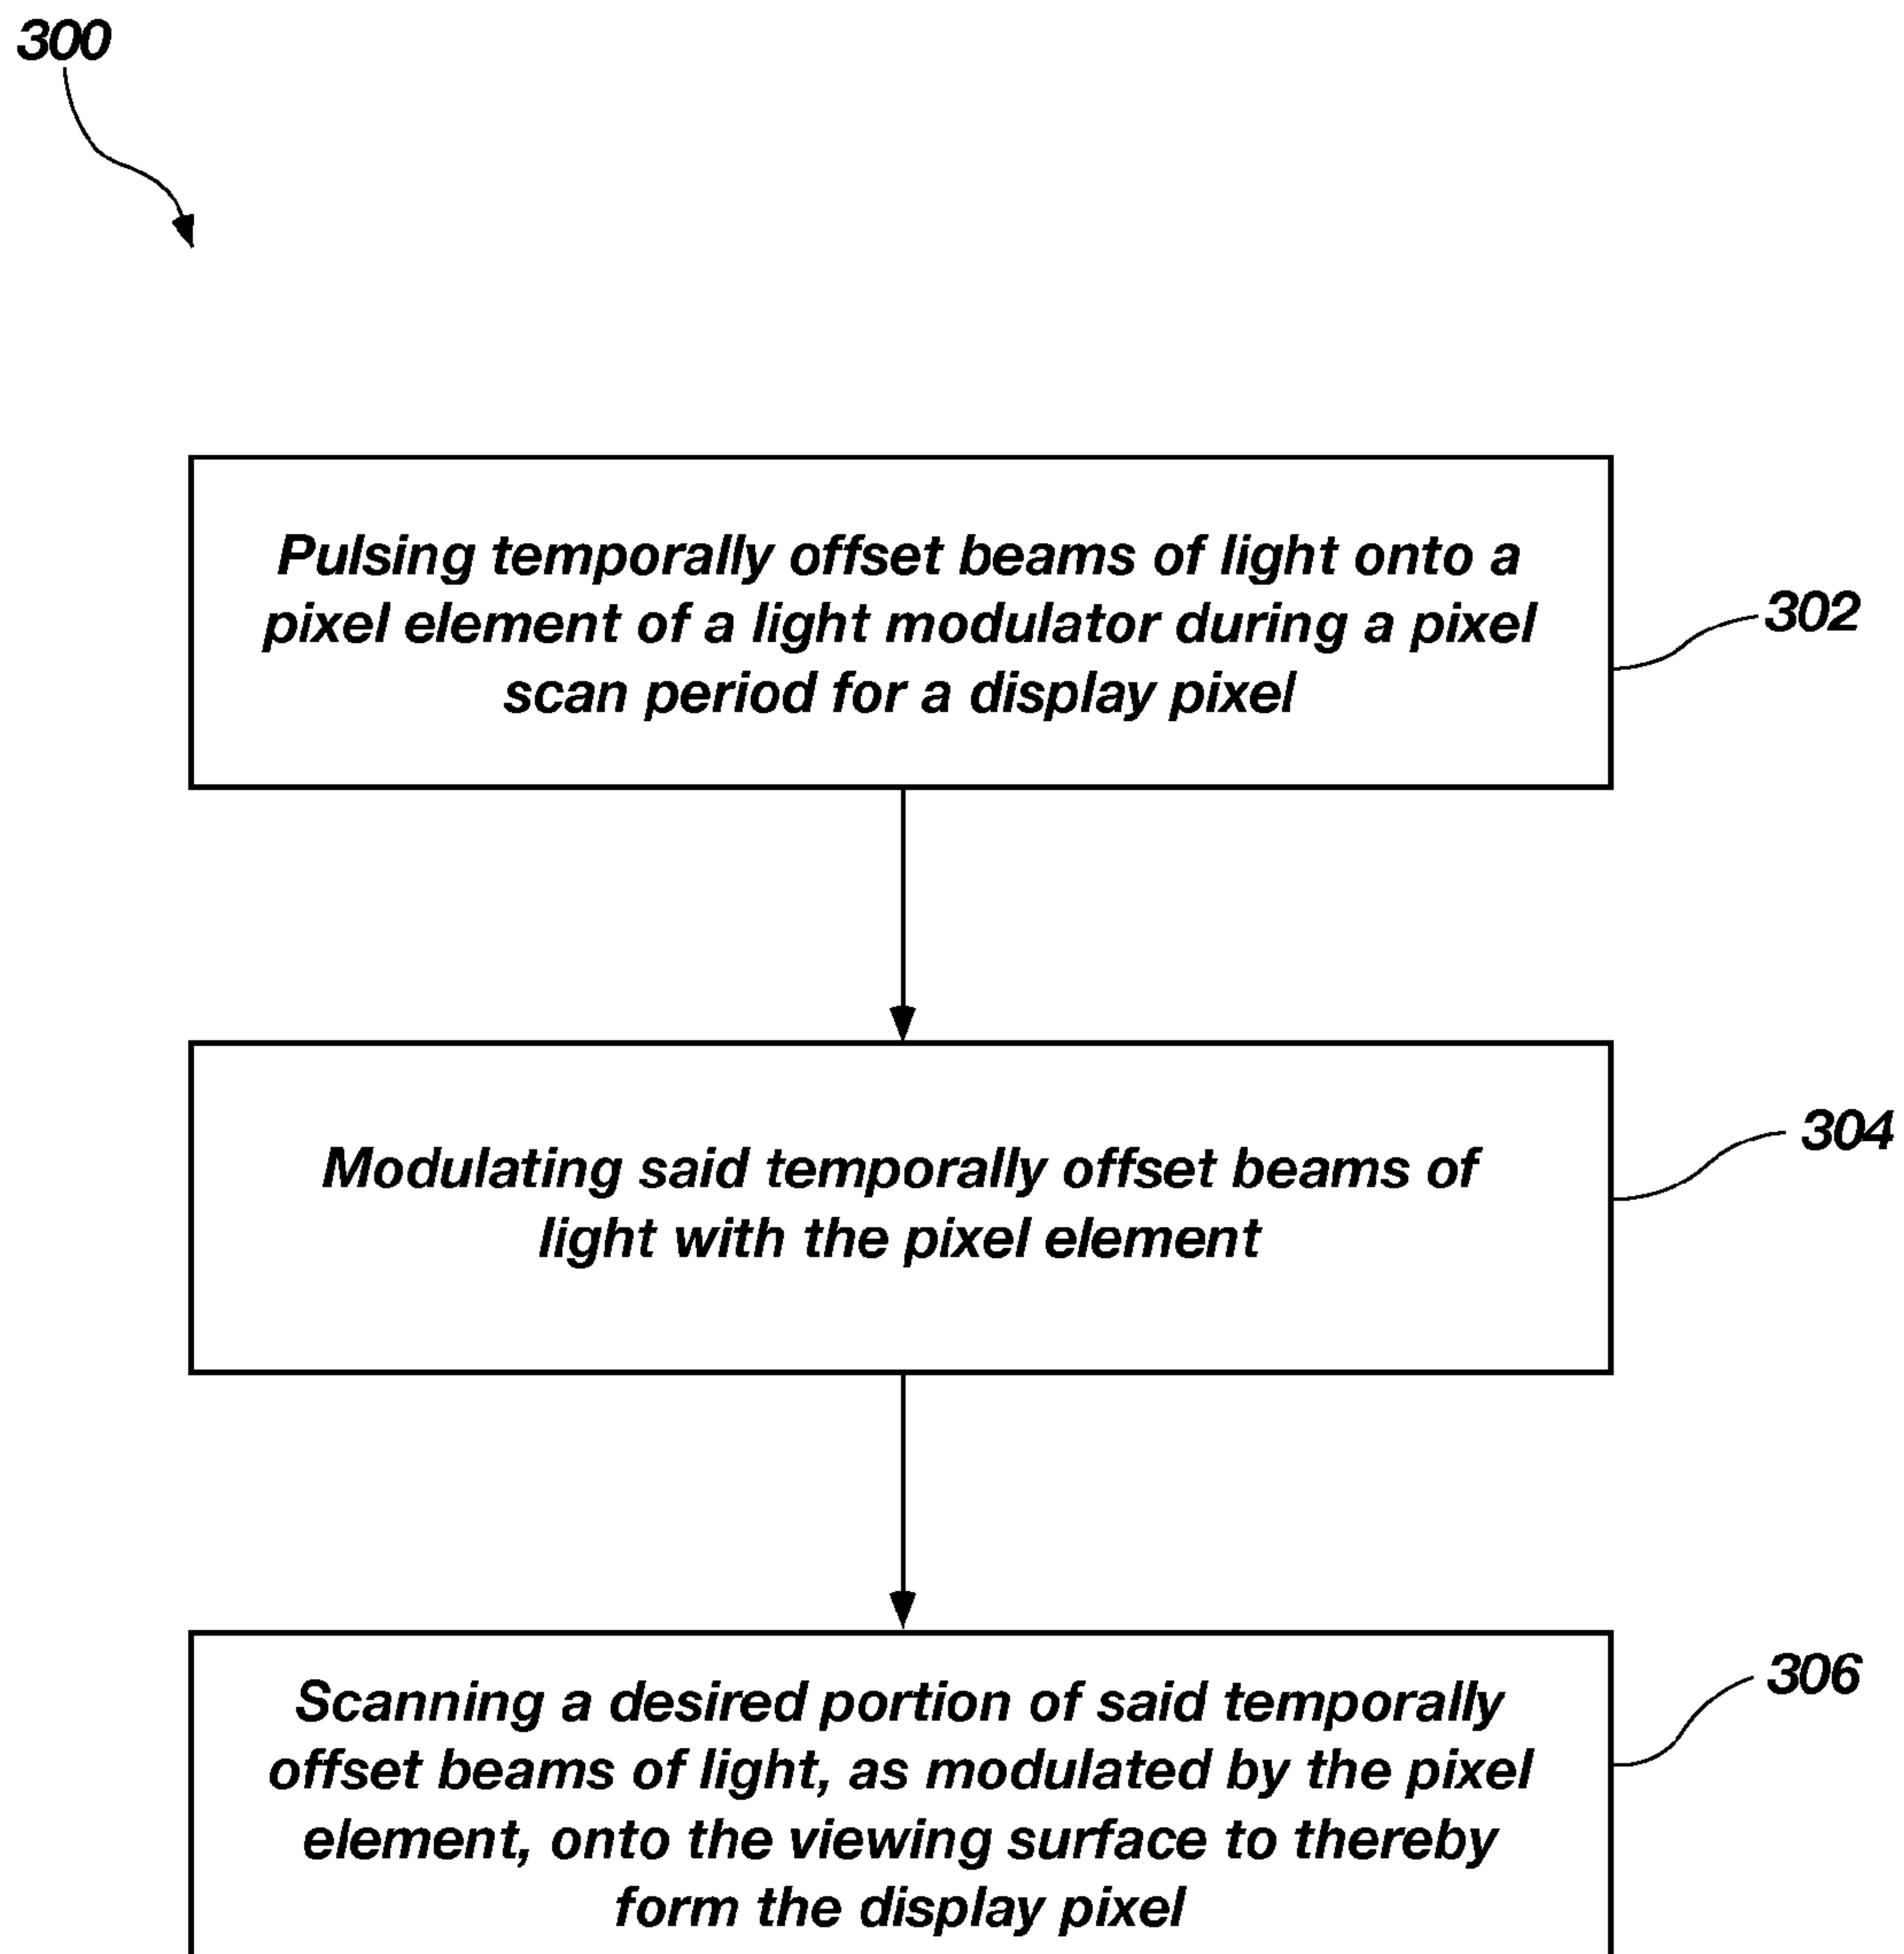 300
Pulsing temporally offset beams of light onto a
pixel element of a light modulator during a pixel
scan period for a display pixel
302
Modulating said temporally offset beams of
light with the pixel element
304
Scanning a desired portion of said temporally
offset beams of light, as modulated by the pixel
element, onto the viewing surface to thereby
form the display pixel
306